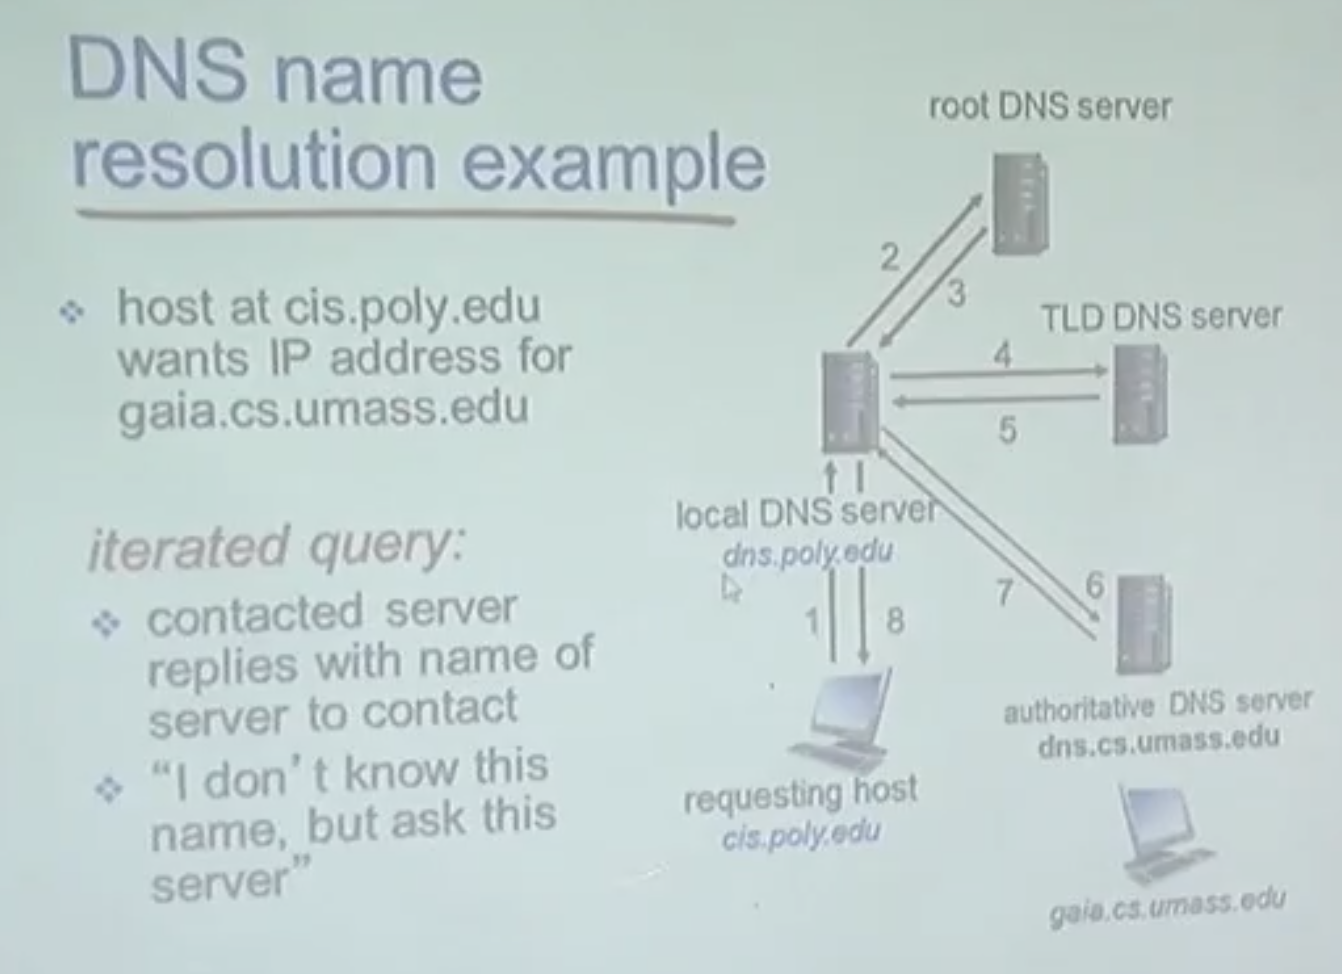 DNS name
resolution example
host at cis.poly.edu
wants IP address for
gaia.cs.umass.edu
iterated query:
contacted server
replies with name of
server to contact
“I don’t know this
name, but ask this
server”
root DNS server
2
3
TLD DNS server
4
5
local DNS server
dns.poly.edu
7
6
1
8
authoritative DNS server
dns.cs.umass.edu
requesting host
cis.poly.edu
gaia.cs.umass.edu